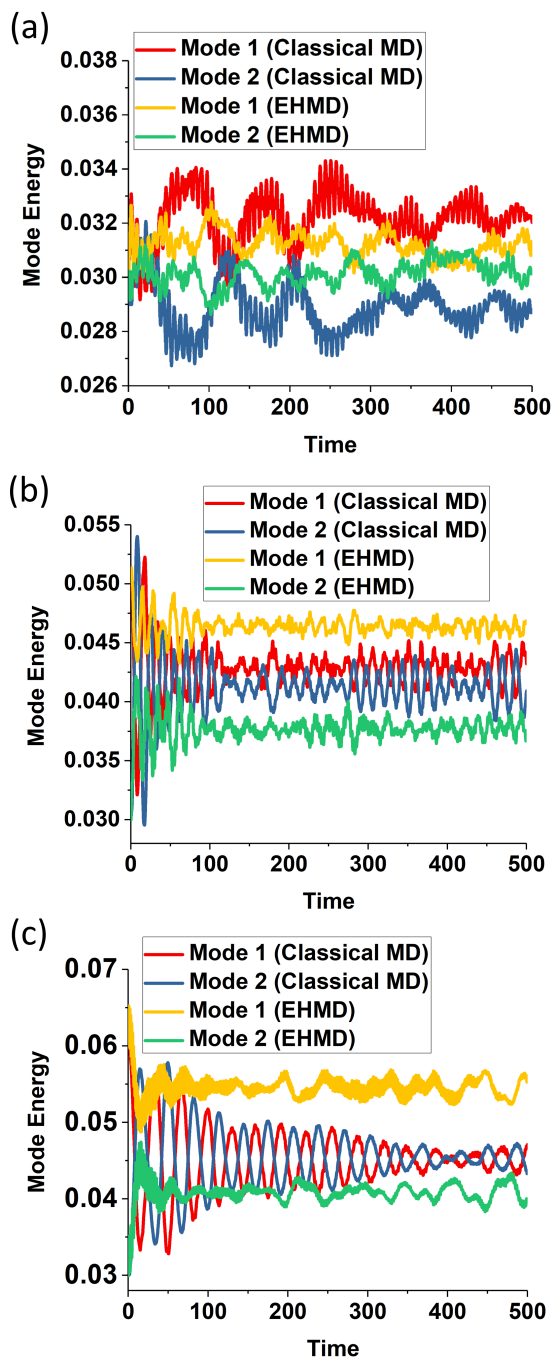 (a)
Mode 1 (Classical MD)
Mode 2 (Classical MD)
Mode 1 (EHMD)
Mode 2 (EHMD)
0.038
0.036
0.034
0.032
0.030
0.028
0.026
Mode Energy
0 100 200 300 400 500
Time
(b)
Mode 1 (Classical MD)
Mode 2 (Classical MD)
Mode 1 (EHMD)
Mode 2 (EHMD)
0.055
0.050
0.045
0.040
0.035
0.030
Mode Energy
0 100 200 300 400 500
Time
(c)
Mode 1 (Classical MD)
Mode 2 (Classical MD)
Mode 1 (EHMD)
Mode 2 (EHMD)
0.07
0.06
0.05
0.04
0.03
Mode Energy
0 100 200 300 400 500
Time